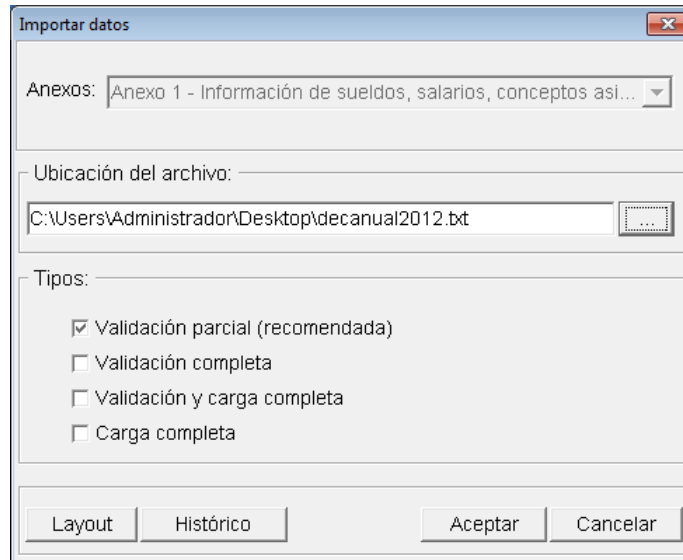 Importar datos
Anexos: Anexo 1 - Información de sueldos, salarios, conceptos asi...
Ubicación del archivo:
C:\Users\Administrador\Desktop\decanual2012.txt ...
Tipos:
Validación parcial (recomendada)
Validación completa
Validación y carga completa
Carga completa
Layout Histórico Aceptar Cancelar